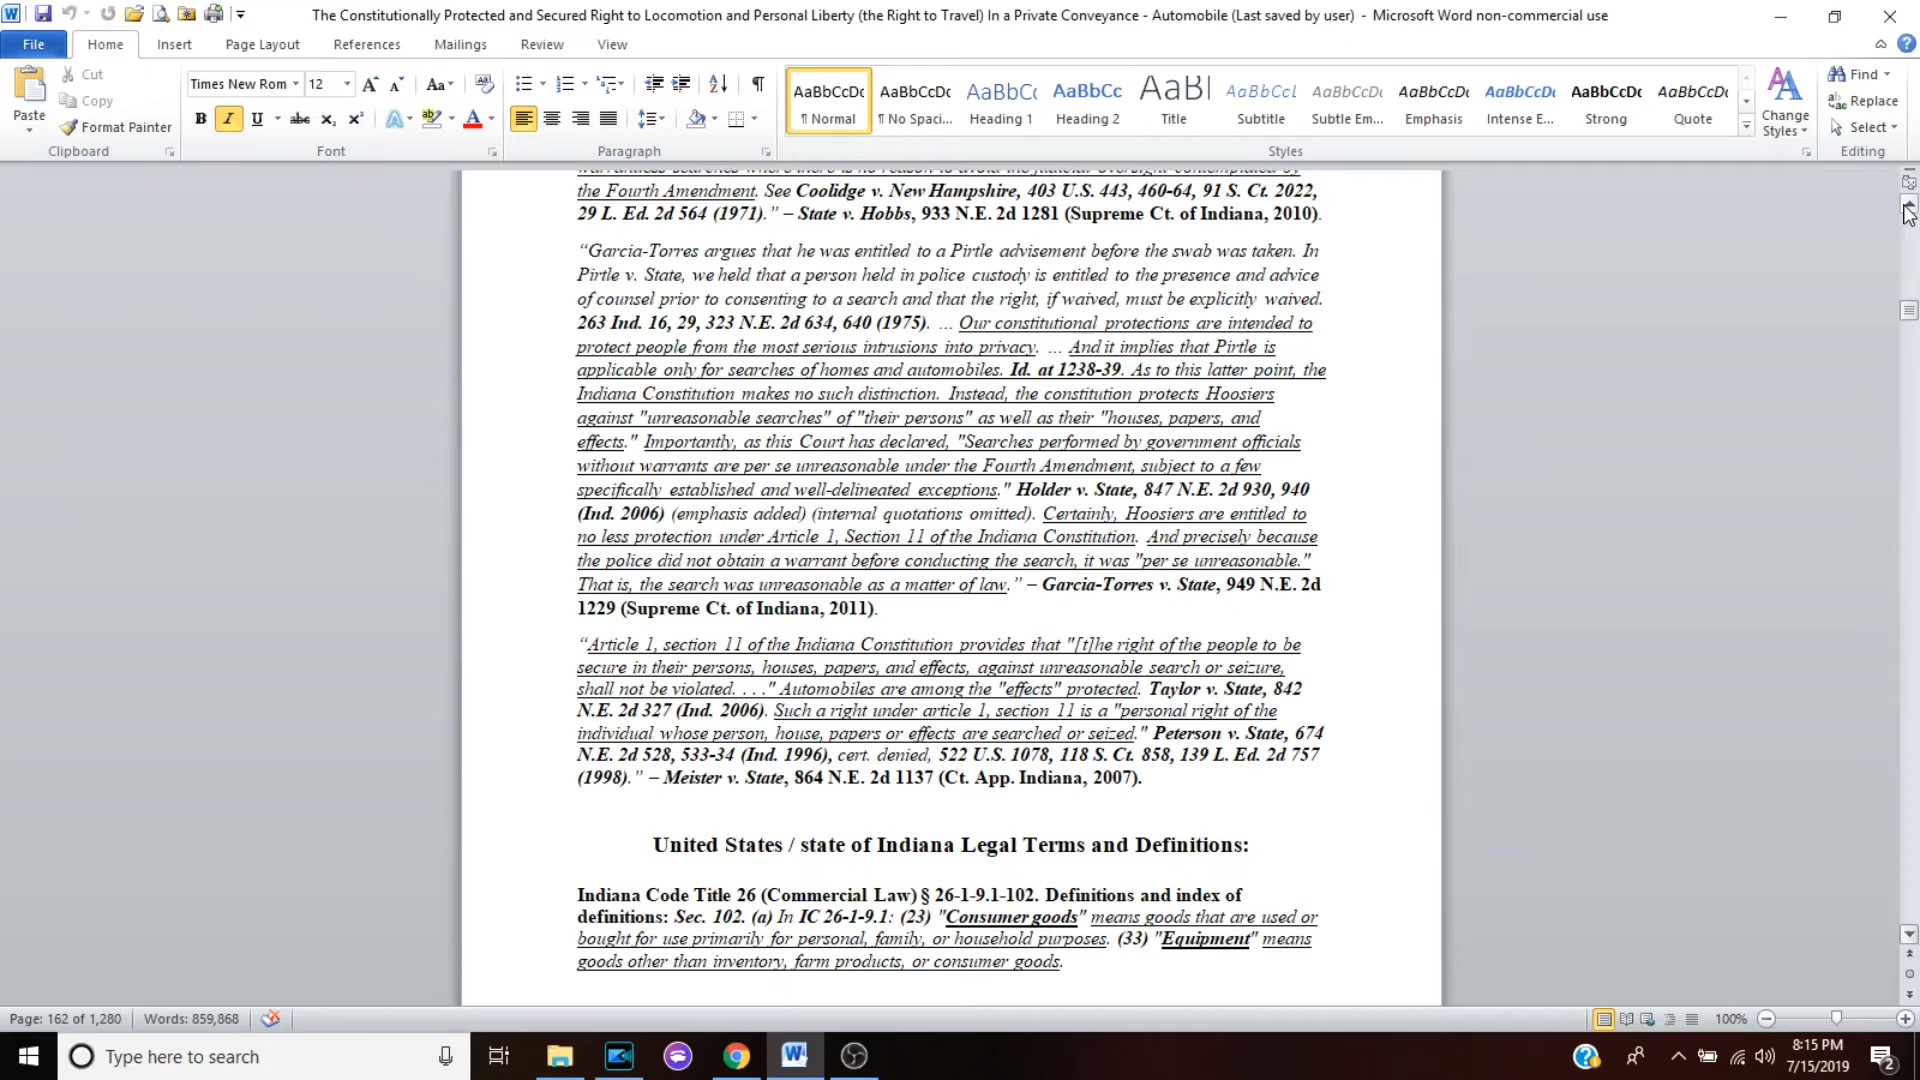 The Constitutionally Protected and Secured Right to Locomotion and Personal Liberty (the Right to Travel) In a Private Conveyance - Automobile (Last saved by user) - Microsoft Word non-commercial use
File Home Insert Page Layout References Mailings Review View
Paste
Cut
Copy
Format Painter
Clipboard
Times New Rom 12
Font
Paragraph
AaBbCcDc AaBbCcDc AaBbCc AaBbCc AaBl AaBbCcL AaBbCcDc AaBbCcDc AaBbCcDc AaBbCcDc AaBbCcDc
¶ Normal ¶ No Spaci... Heading 1 Heading 2 Title Subtitle Subtle Em... Emphasis Intense E... Strong Quote
Styles
Change Styles
Find
Replace
Select
Editing
warrantless searches where there is no reason to avoid the judicial oversight contemplated by
the Fourth Amendment. See Coolidge v. New Hampshire, 403 U.S. 443, 460-64, 91 S. Ct. 2022,
29 L. Ed. 2d 564 (1971).” – State v. Hobbs, 933 N.E. 2d 1281 (Supreme Ct. of Indiana, 2010).
“Garcia-Torres argues that he was entitled to a Pirtle advisement before the swab was taken. In
Pirtle v. State, we held that a person held in police custody is entitled to the presence and advice
of counsel prior to consenting to a search and that the right, if waived, must be explicitly waived.
263 Ind. 16, 29, 323 N.E. 2d 634, 640 (1975). … Our constitutional protections are intended to
protect people from the most serious intrusions into privacy. … And it implies that Pirtle is
applicable only for searches of homes and automobiles. Id. at 1238-39. As to this latter point, the
Indiana Constitution makes no such distinction. Instead, the constitution protects Hoosiers
against "unreasonable searches" of "their persons" as well as their "houses, papers, and
effects." Importantly, as this Court has declared, "Searches performed by government officials
without warrants are per se unreasonable under the Fourth Amendment, subject to a few
specifically established and well-delineated exceptions." Holder v. State, 847 N.E. 2d 930, 940
(Ind. 2006) (emphasis added) (internal quotations omitted). Certainly, Hoosiers are entitled to
no less protection under Article 1, Section 11 of the Indiana Constitution. And precisely because
the police did not obtain a warrant before conducting the search, it was "per se unreasonable."
That is, the search was unreasonable as a matter of law.” – Garcia-Torres v. State, 949 N.E. 2d
1229 (Supreme Ct. of Indiana, 2011).
“Article 1, section 11 of the Indiana Constitution provides that "[t]he right of the people to be
secure in their persons, houses, papers, and effects, against unreasonable search or seizure,
shall not be violated. . . ." Automobiles are among the "effects" protected. Taylor v. State, 842
N.E. 2d 327 (Ind. 2006). Such a right under article 1, section 11 is a "personal right of the
individual whose person, house, papers or effects are searched or seized." Peterson v. State, 674
N.E. 2d 528, 533-34 (Ind. 1996), cert. denied, 522 U.S. 1078, 118 S. Ct. 858, 139 L. Ed. 2d 757
(1998).” – Meister v. State, 864 N.E. 2d 1137 (Ct. App. Indiana, 2007).
United States / state of Indiana Legal Terms and Definitions:
Indiana Code Title 26 (Commercial Law) § 26-1-9.1-102. Definitions and index of
definitions: Sec. 102. (a) In IC 26-1-9.1: (23) "Consumer goods" means goods that are used or
bought for use primarily for personal, family, or household purposes. (33) "Equipment" means
goods other than inventory, farm products, or consumer goods.
Page: 162 of 1,280 Words: 859,868 100%
Type here to search
8:15 PM
7/15/2019
2